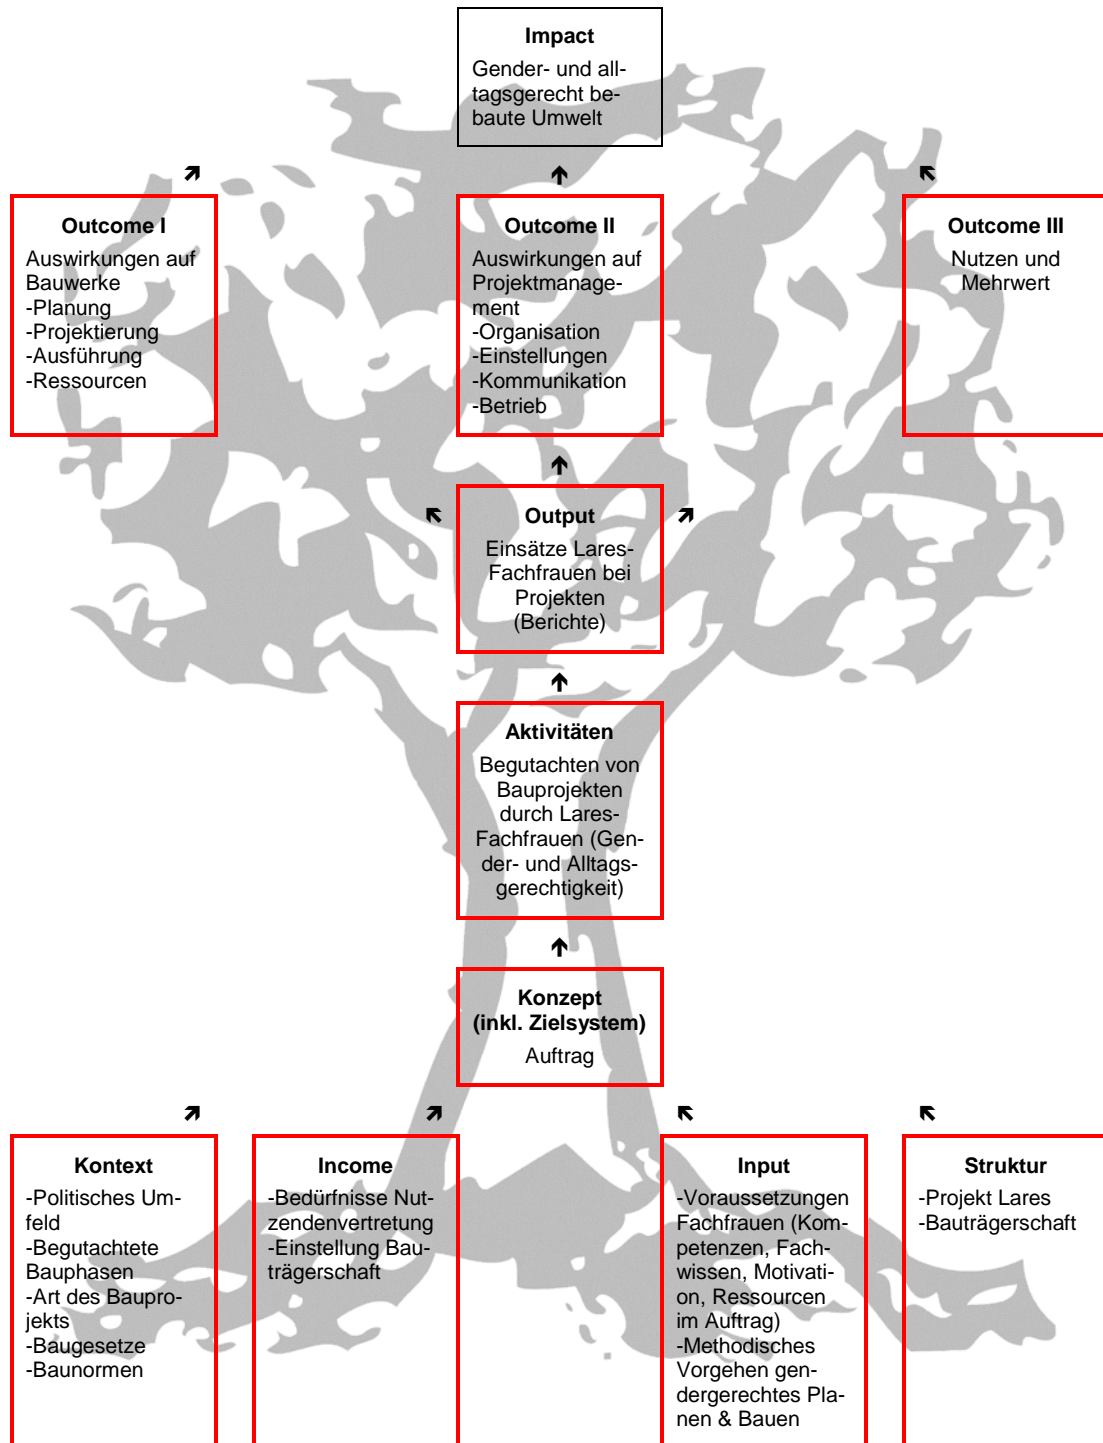 Impact
Gender- und all-
tagsgerecht be-
baute Umwelt
Outcome I
Auswirkungen auf
Bauwerke
-Planung
-Projektierung
-Ausführung
-Ressourcen
Outcome II
Auswirkungen auf
Projektmanage-
ment
-Organisation
-Einstellungen
-Kommunikation
-Betrieb
Outcome III
Nutzen und
Mehrwert
Output
Einsätze Lares-
Fachfrauen bei
Projekten
(Berichte)
Aktivitäten
Begutachten von
Bauprojekten
durch Lares-
Fachfrauen (Gen-
der- und Alltags-
gerechtigkeit)
Konzept
(inkl. Zielsystem)
Auftrag
Kontext
-Politisches Um-
feld
-Begutachtete
Bauphasen
-Art des Baupro-
jekts
-Baugesetze
-Baunormen
Income
-Bedürfnisse Nut-
zendenvertretung
-Einstellung Bau-
trägerschaft
Input
-Voraussetzungen
Fachfrauen (Kom-
petenzen, Fach-
wissen, Motivati-
on, Ressourcen
im Auftrag)
-Methodisches
Vorgehen gen-
dergerechtes Pla-
nen & Bauen
Struktur
-Projekt Lares
-Bauträgerschaft